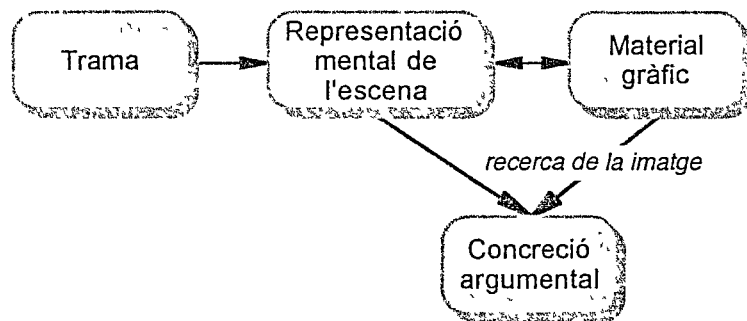 Trama
Representació
mental de
l'escena
Material
gràfic
recerca de la imatge
Concreció
argumental